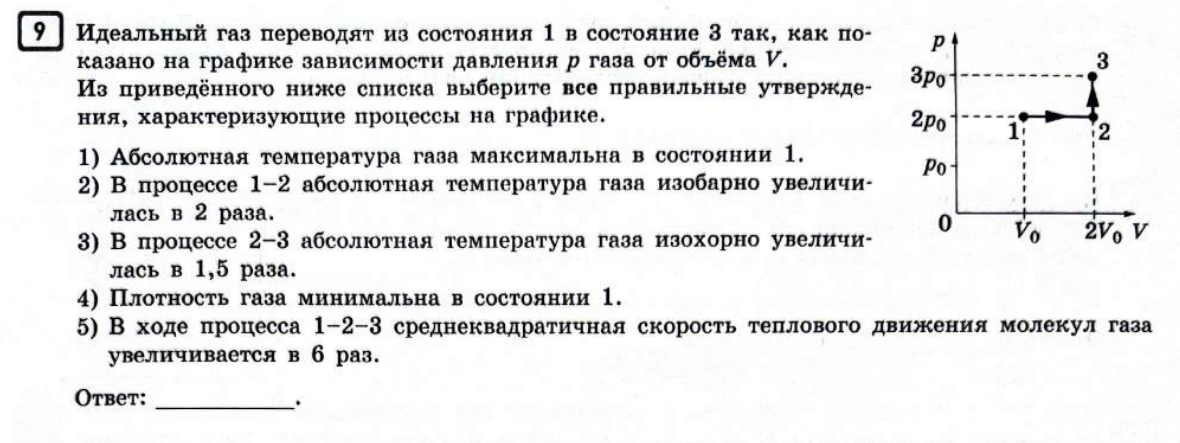 9
Идеальный газ переводят из состояния 1 в состояние 3 так, как по-
казано на графике зависимости давления p газа от объёма V.
Из приведённого ниже списка выберите все правильные утвержде-
ния, характеризующие процессы на графике.
1) Абсолютная температура газа максимальна в состоянии 1.
2) В процессе 1–2 абсолютная температура газа изобарно увеличи-
лась в 2 раза.
3) В процессе 2–3 абсолютная температура газа изохорно увеличи-
лась в 1,5 раза.
4) Плотность газа минимальна в состоянии 1.
5) В ходе процесса 1–2–3 среднеквадратичная скорость теплового движения молекул газа
увеличивается в 6 раз.
Ответ: ____________.
p
3
3p₀
2p₀
1
2
p₀
0
V₀
2V₀
V